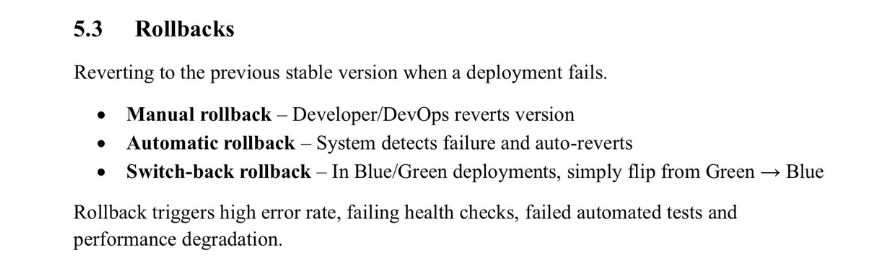 5.3 Rollbacks
Reverting to the previous stable version when a deployment fails.
• Manual rollback – Developer/DevOps reverts version
• Automatic rollback – System detects failure and auto-reverts
• Switch-back rollback – In Blue/Green deployments, simply flip from Green → Blue
Rollback triggers high error rate, failing health checks, failed automated tests and
performance degradation.